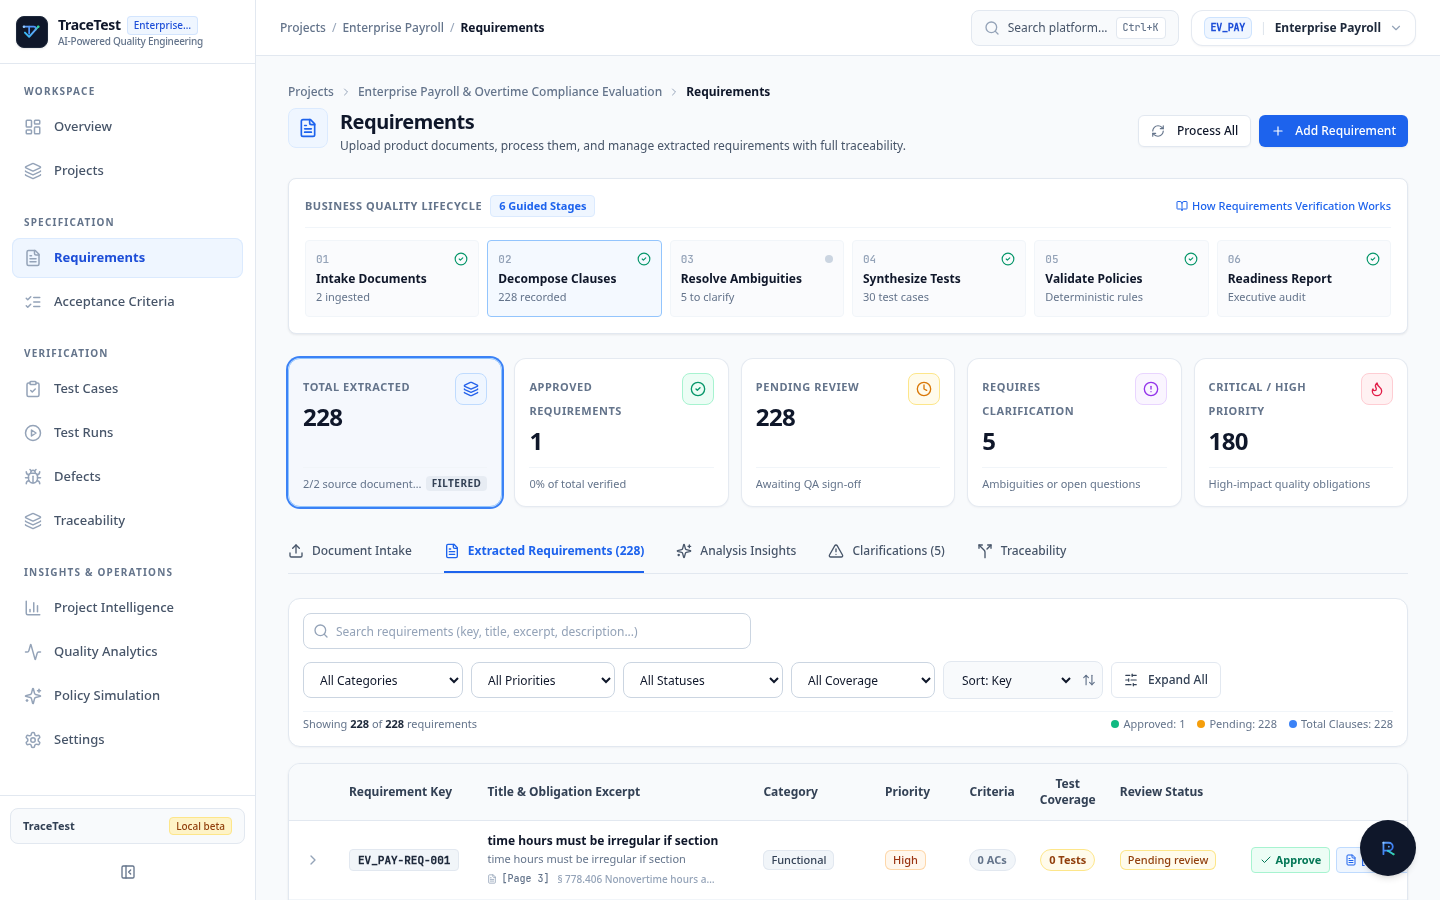 TraceTest
Enterprise...
AI-Powered Quality Engineering
WORKSPACE
Overview
Projects
SPECIFICATION
Requirements
Acceptance Criteria
VERIFICATION
Test Cases
Test Runs
Defects
Traceability
INSIGHTS & OPERATIONS
Project Intelligence
Quality Analytics
Policy Simulation
Settings
TraceTest
Local beta
Projects / Enterprise Payroll / Requirements
Search platform... Ctrl+K
EV_PAY Enterprise Payroll
Projects > Enterprise Payroll & Overtime Compliance Evaluation > Requirements
Requirements
Upload product documents, process them, and manage extracted requirements with full traceability.
Process All
Add Requirement
BUSINESS QUALITY LIFECYCLE 6 Guided Stages
How Requirements Verification Works
01
Intake Documents
2 ingested
02
Decompose Clauses
228 recorded
03
Resolve Ambiguities
5 to clarify
04
Synthesize Tests
30 test cases
05
Validate Policies
Deterministic rules
06
Readiness Report
Executive audit
TOTAL EXTRACTED
228
2/2 source document... FILTERED
APPROVED
REQUIREMENTS
1
0% of total verified
PENDING REVIEW
228
Awaiting QA sign-off
REQUIRES
CLARIFICATION
5
Ambiguities or open questions
CRITICAL / HIGH
PRIORITY
180
High-impact quality obligations
Document Intake
Extracted Requirements (228)
Analysis Insights
Clarifications (5)
Traceability
Search requirements (key, title, excerpt, description...)
All Categories
All Priorities
All Statuses
All Coverage
Sort: Key
Expand All
Showing 228 of 228 requirements
Approved: 1 Pending: 228 Total Clauses: 228
Requirement Key
Title & Obligation Excerpt
Category
Priority
Criteria
Test
Coverage
Review Status
EV_PAY-REQ-001
time hours must be irregular if section
time hours must be irregular if section
[Page 3] § 778.406 Nonovertime hours a...
Functional
High
0 ACs
0 Tests
Pending review
Approve